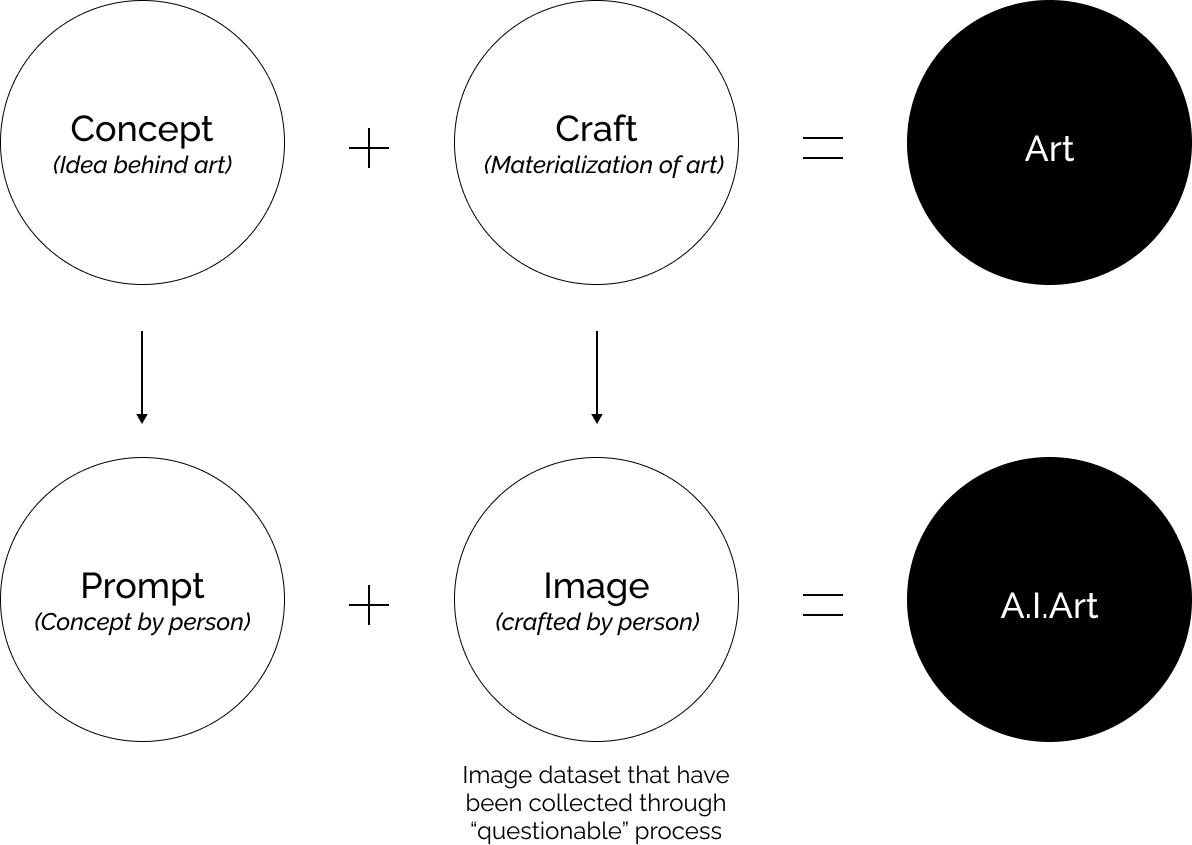 Concept
(Idea behind art)
+
Craft
(Materialization of art)
=
Art
Prompt
(Concept by person)
+
Image
(crafted by person)
=
A.I.Art
Image dataset that have
been collected through
“questionable” process